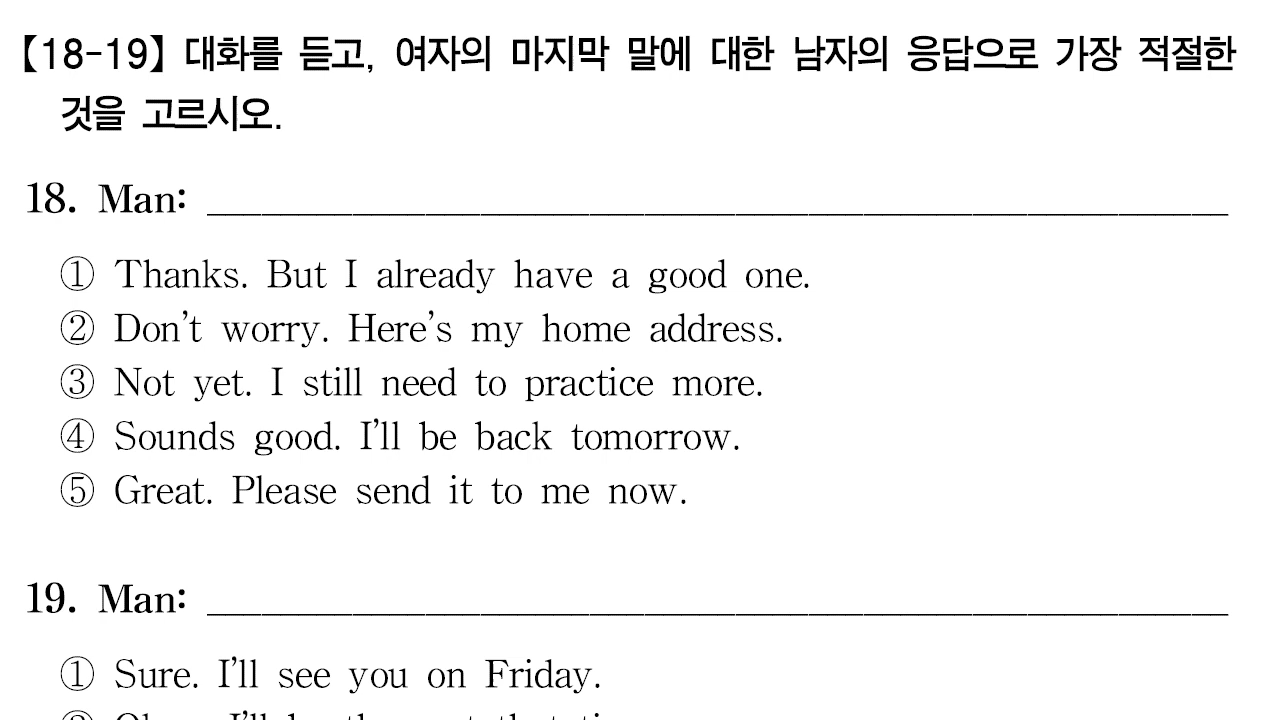 【18-19】 대화를 듣고, 여자의 마지막 말에 대한 남자의 응답으로 가장 적절한
것을 고르시오.
18. Man: ________________________________________________________
① Thanks. But I already have a good one.
② Don't worry. Here's my home address.
③ Not yet. I still need to practice more.
④ Sounds good. I'll be back tomorrow.
⑤ Great. Please send it to me now.
19. Man: ________________________________________________________
① Sure. I'll see you on Friday.